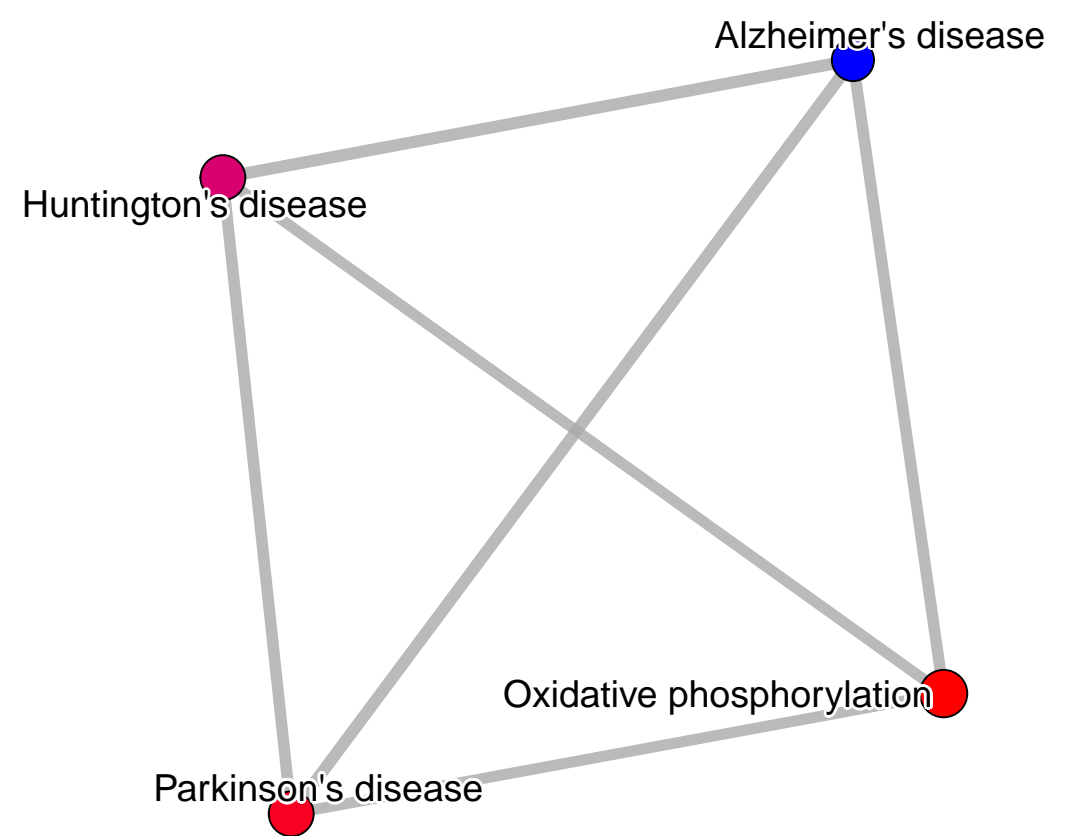 Alzheimer's disease
Huntington's disease
Oxidative phosphorylation
Parkinson's disease